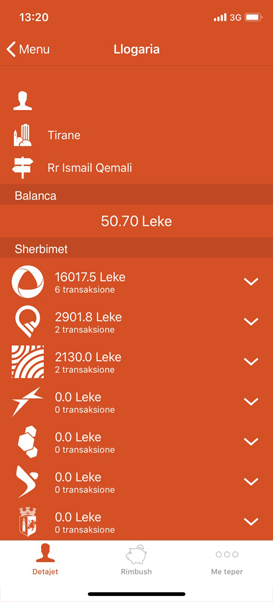 13:20
3G
Menu
Llogaria
Tirane
Rr Ismail Qemali
Balanca
50.70 Leke
Sherbimet
16017.5 Leke
6 transaksione
2901.8 Leke
2 transaksione
2130.0 Leke
2 transaksione
0.0 Leke
0 transaksione
0.0 Leke
0 transaksione
0.0 Leke
0 transaksione
0.0 Leke
0 transaksione
Detajet
Rimbush
Me teper